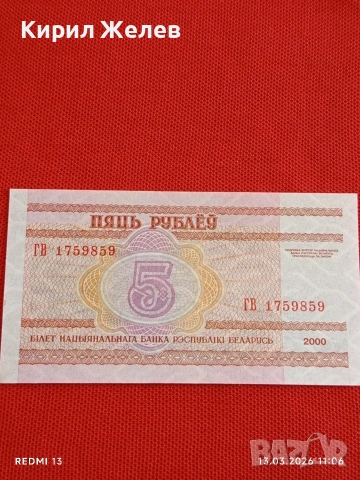 Кирил Желев
ПЯЦЬ РУБЛЁЎ
ГВ 1759859
5
ГВ 1759859
БІЛЕТ НАЦЫЯНАЛЬНАГА БАНКА РЭСПУБЛІКІ БЕЛАРУСЬ
2000
REDMI 13
13.03.2026 11:06
БАЗАР